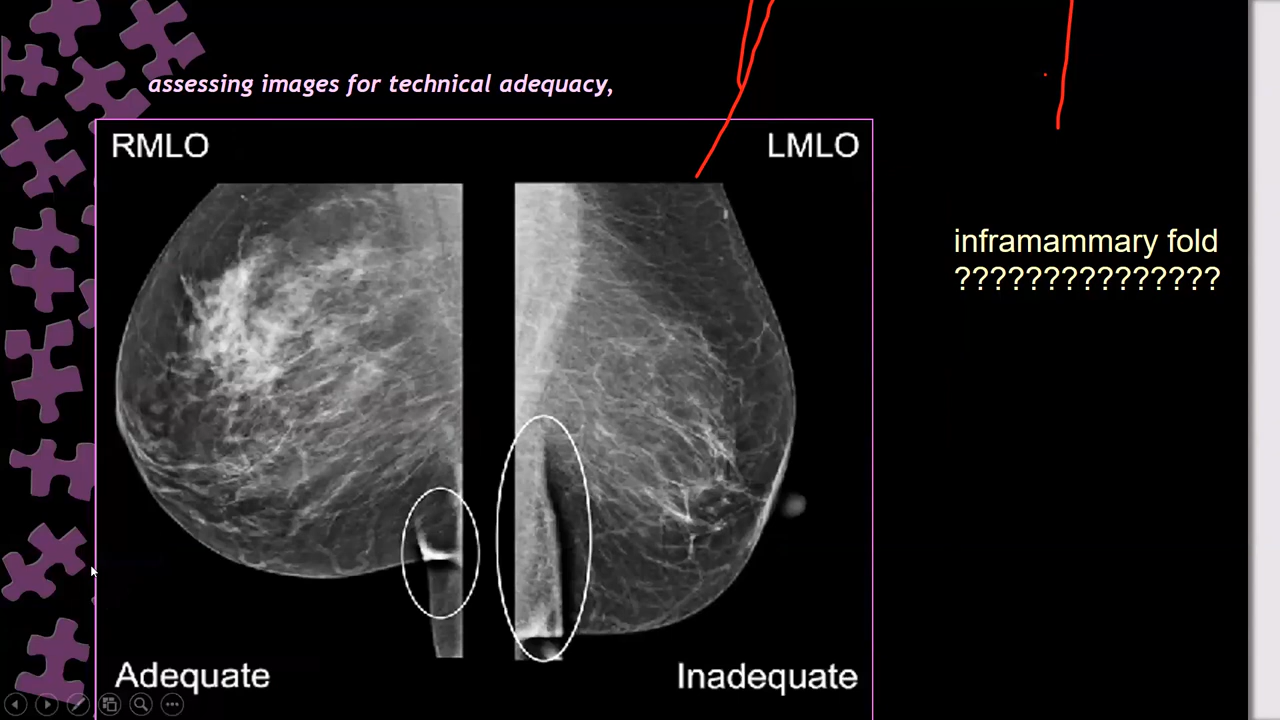 assessing images for technical adequacy,
RMLO
LMLO
inframammary fold
???????????????
Adequate
Inadequate